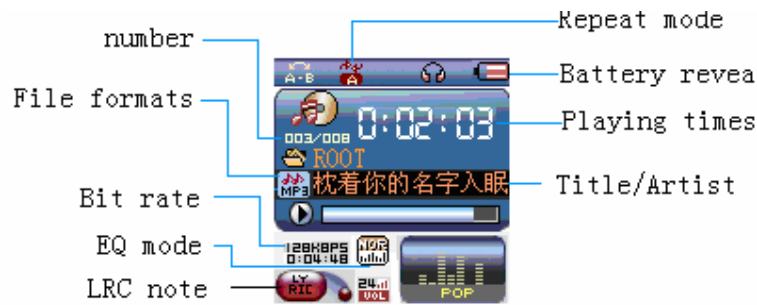 Repeat mode
number
A-B
A
Battery revea
File formats
0:02:03
Playing times
003/008
ROOT
MP3
枕着你的名字入眠
Title/Artist
Bit rate
128KBPS
NOR
0:04:48
EQ mode
LY
RIC
24
VOL
POP
LRC note